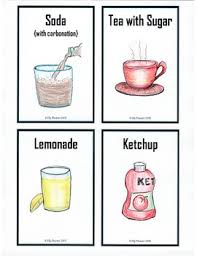 Soda
(with carbonation)
Tea with Sugar
Lemonade
Ketchup
KET